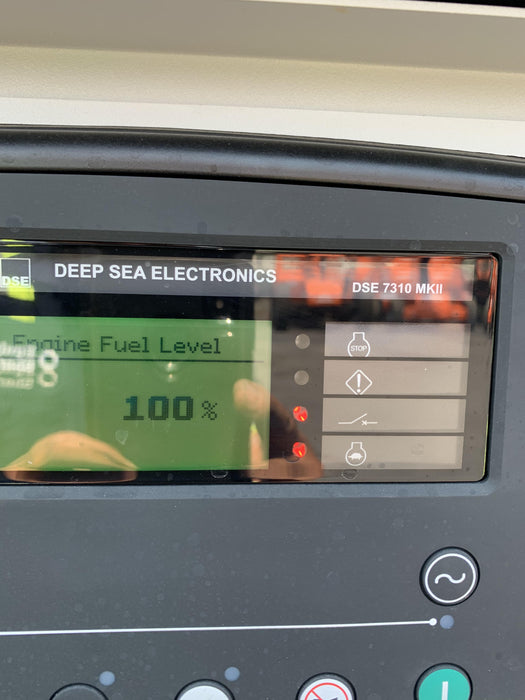 DSE
DEEP SEA ELECTRONICS
DSE 7310 MKII
Engine Fuel Level
100%
STOP